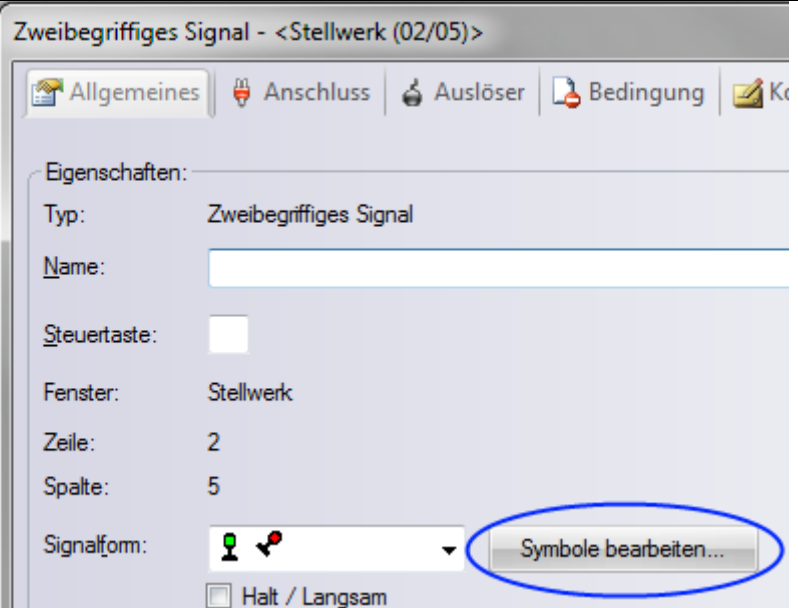 Zweibegriffiges Signal - <Stellwerk (02/05)>
Allgemeines Anschluss Auslöser Bedingung
Eigenschaften:
Typ: Zweibegriffiges Signal
Name:
Steuertaste:
Fenster: Stellwerk
Zeile: 2
Spalte: 5
Signalform: Symbole bearbeiten...
Halt / Langsam